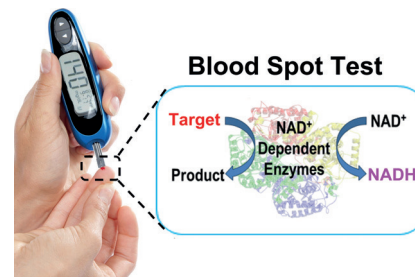 Blood Spot Test
Target
NAD+
NAD+
Dependent
Product
Enzymes
NADH